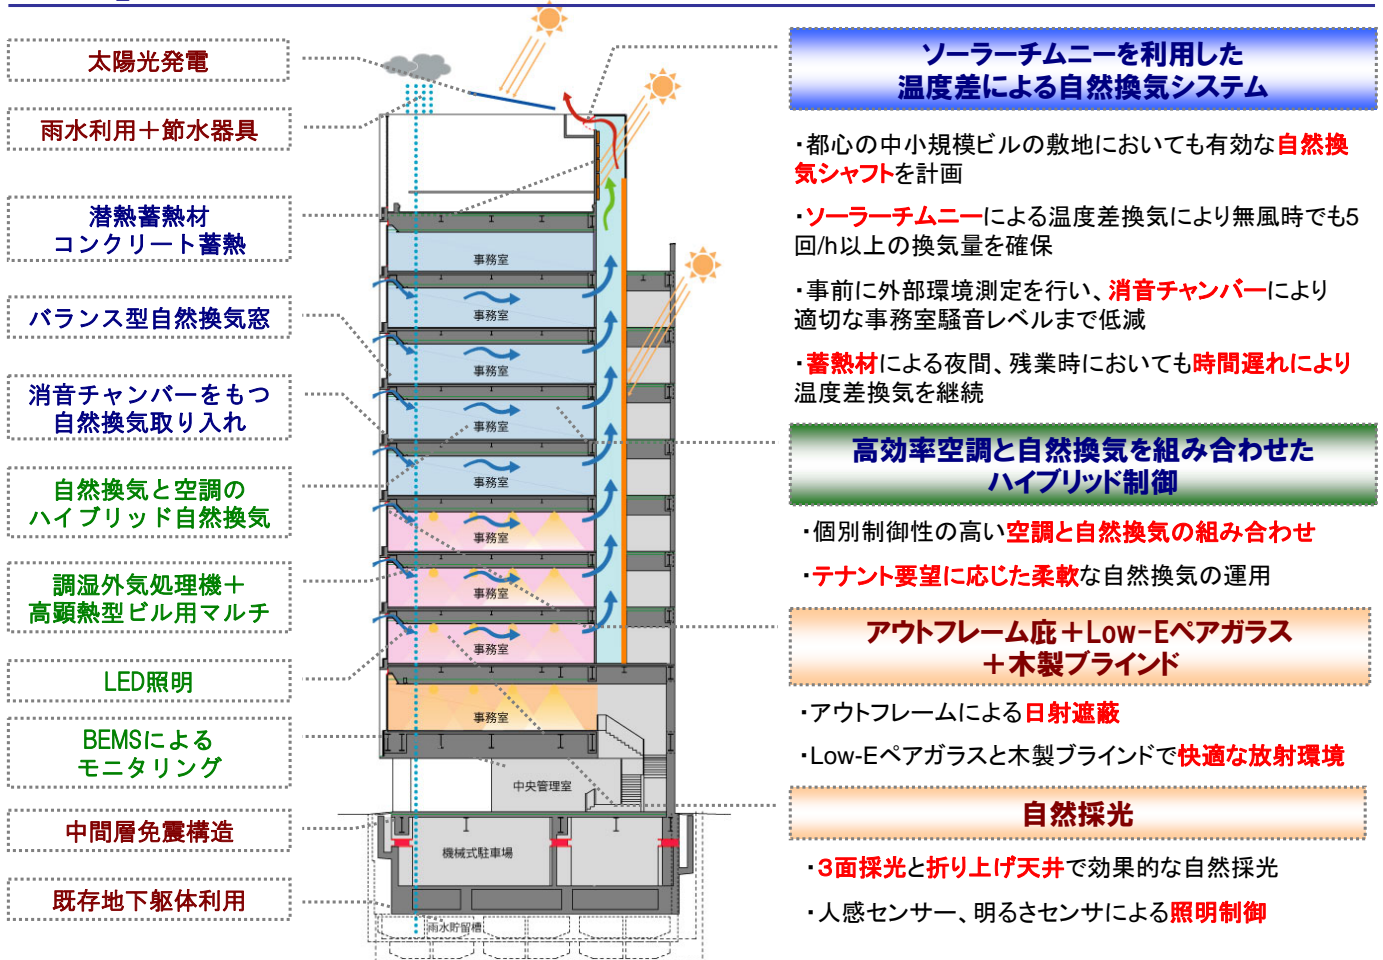 太陽光発電
雨水利用＋節水器具
潜熱蓄熱材
コンクリート蓄熱
バランス型自然換気窓
消音チャンバーをもつ
自然換気取り入れ
自然換気と空調の
ハイブリッド自然換気
調湿外気処理機＋
高顕熱型ビル用マルチ
LED照明
BEMSによる
モニタリング
中間層免震構造
既存地下躯体利用
事務室
事務室
事務室
事務室
事務室
事務室
事務室
事務室
事務室
中央管理室
機械式駐車場
雨水貯留槽
ソーラーチムニーを利用した
温度差による自然換気システム
・都心の中小規模ビルの敷地においても有効な自然換
気シャフトを計画
・ソーラーチムニーによる温度差換気により無風時でも5
回/h以上の換気量を確保
・事前に外部環境測定を行い、消音チャンバーにより
適切な事務室騒音レベルまで低減
・蓄熱材による夜間、残業時においても時間遅れにより
温度差換気を継続
高効率空調と自然換気を組み合わせた
ハイブリッド制御
・個別制御性の高い空調と自然換気の組み合わせ
・テナント要望に応じた柔軟な自然換気の運用
アウトフレーム庇＋Low-Eペアガラス
＋木製ブラインド
・アウトフレームによる日射遮蔽
・Low-Eペアガラスと木製ブラインドで快適な放射環境
自然採光
・3面採光と折り上げ天井で効果的な自然採光
・人感センサー、明るさセンサによる照明制御